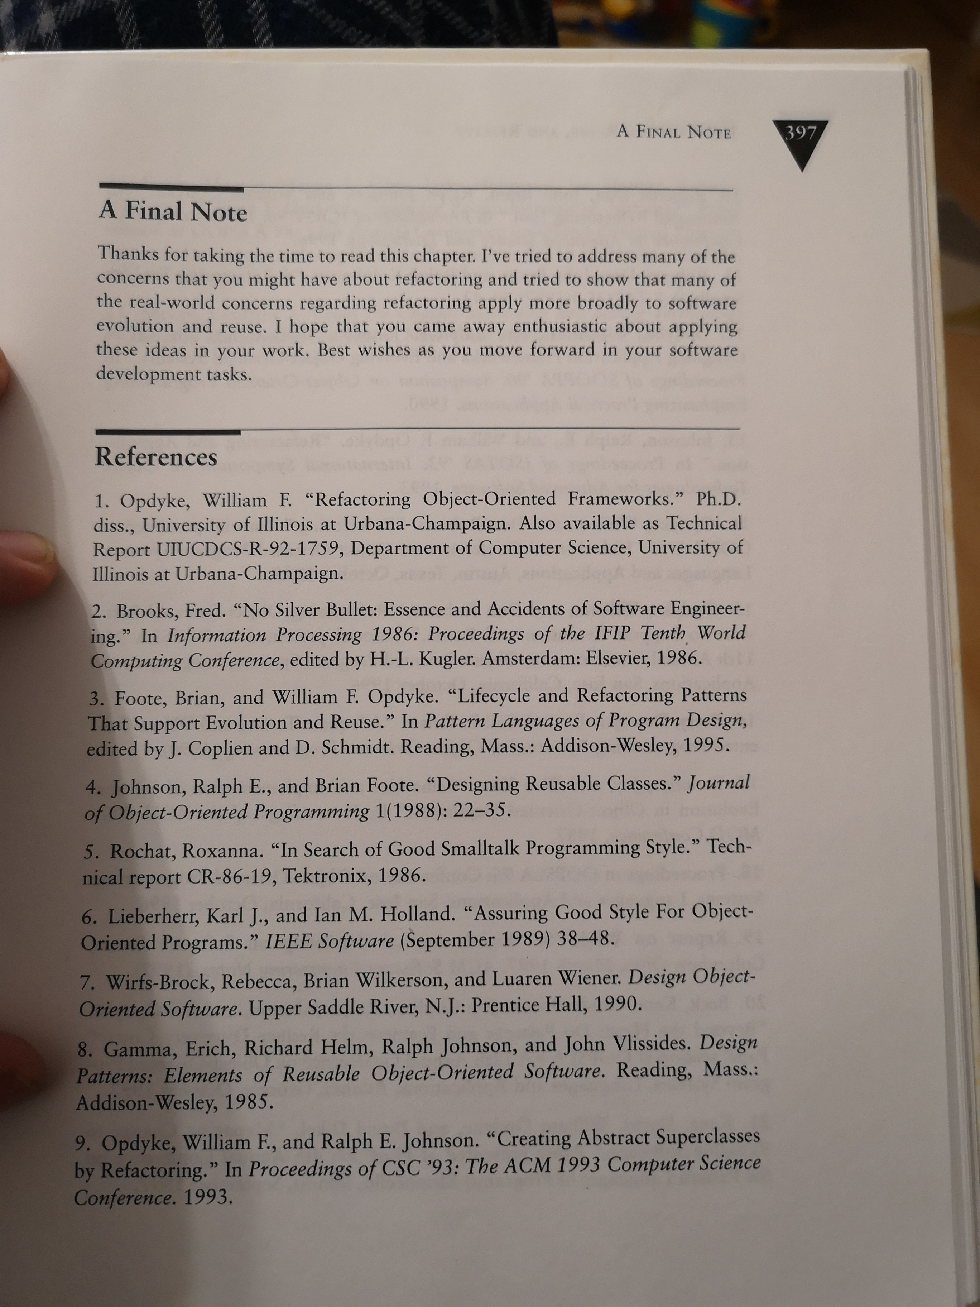 A FINAL NOTE 397
A Final Note
Thanks for taking the time to read this chapter. I've tried to address many of the
concerns that you might have about refactoring and tried to show that many of
the real-world concerns regarding refactoring apply more broadly to software
evolution and reuse. I hope that you came away enthusiastic about applying
these ideas in your work. Best wishes as you move forward in your software
development tasks.
References
1. Opdyke, William F. “Refactoring Object-Oriented Frameworks.” Ph.D.
diss., University of Illinois at Urbana-Champaign. Also available as Technical
Report UIUCDCS-R-92-1759, Department of Computer Science, University of
Illinois at Urbana-Champaign.
2. Brooks, Fred. “No Silver Bullet: Essence and Accidents of Software Engineer-
ing.” In Information Processing 1986: Proceedings of the IFIP Tenth World
Computing Conference, edited by H.-L. Kugler. Amsterdam: Elsevier, 1986.
3. Foote, Brian, and William F. Opdyke. “Lifecycle and Refactoring Patterns
That Support Evolution and Reuse.” In Pattern Languages of Program Design,
edited by J. Coplien and D. Schmidt. Reading, Mass.: Addison-Wesley, 1995.
4. Johnson, Ralph E., and Brian Foote. “Designing Reusable Classes.” Journal
of Object-Oriented Programming 1(1988): 22–35.
5. Rochat, Roxanna. “In Search of Good Smalltalk Programming Style.” Tech-
nical report CR-86-19, Tektronix, 1986.
6. Lieberherr, Karl J., and Ian M. Holland. “Assuring Good Style For Object-
Oriented Programs.” IEEE Software (September 1989) 38–48.
7. Wirfs-Brock, Rebecca, Brian Wilkerson, and Luaren Wiener. Design Object-
Oriented Software. Upper Saddle River, N.J.: Prentice Hall, 1990.
8. Gamma, Erich, Richard Helm, Ralph Johnson, and John Vlissides. Design
Patterns: Elements of Reusable Object-Oriented Software. Reading, Mass.:
Addison-Wesley, 1985.
9. Opdyke, William F., and Ralph E. Johnson. “Creating Abstract Superclasses
by Refactoring.” In Proceedings of CSC ’93: The ACM 1993 Computer Science
Conference. 1993.